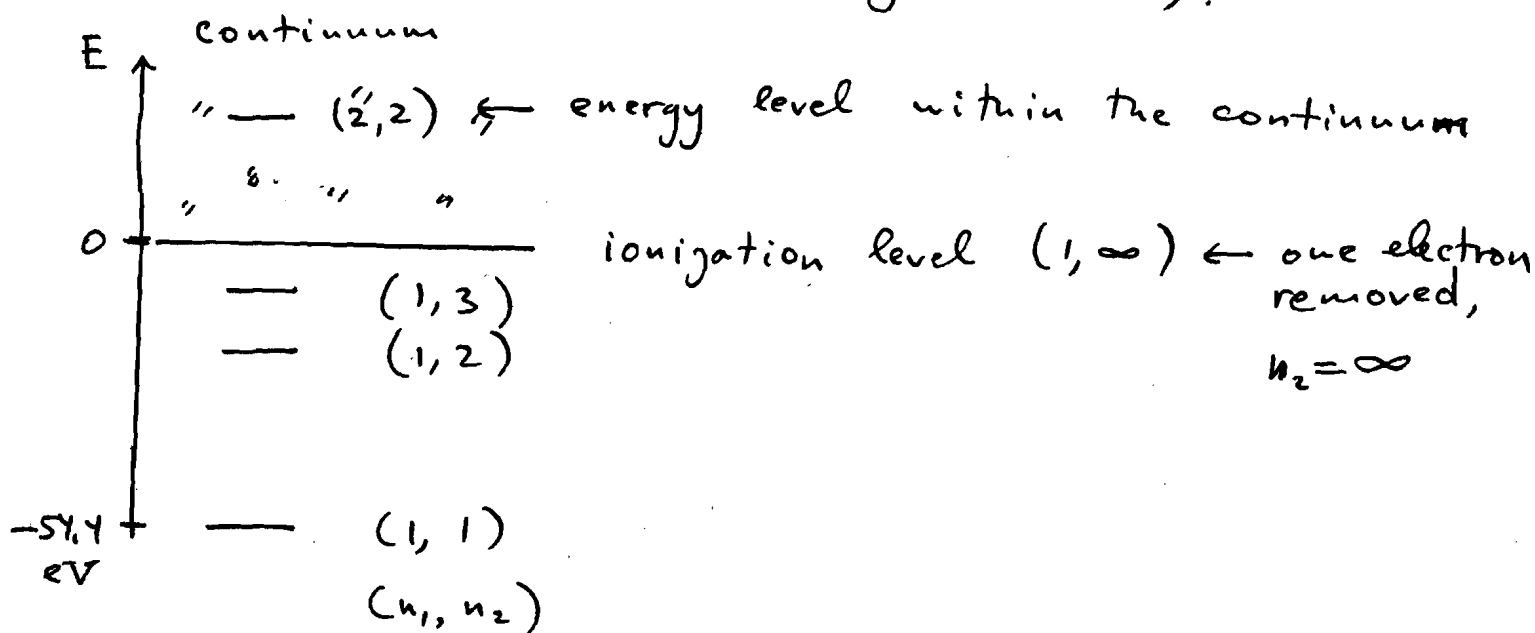 continuum
E
(2,2) ← energy level within the continuum
0 ionization level (1, ∞) ← one electron
removed,
n₂ = ∞
(1, 3)
(1, 2)
-54.4 (1, 1)
eV
(n₁, n₂)